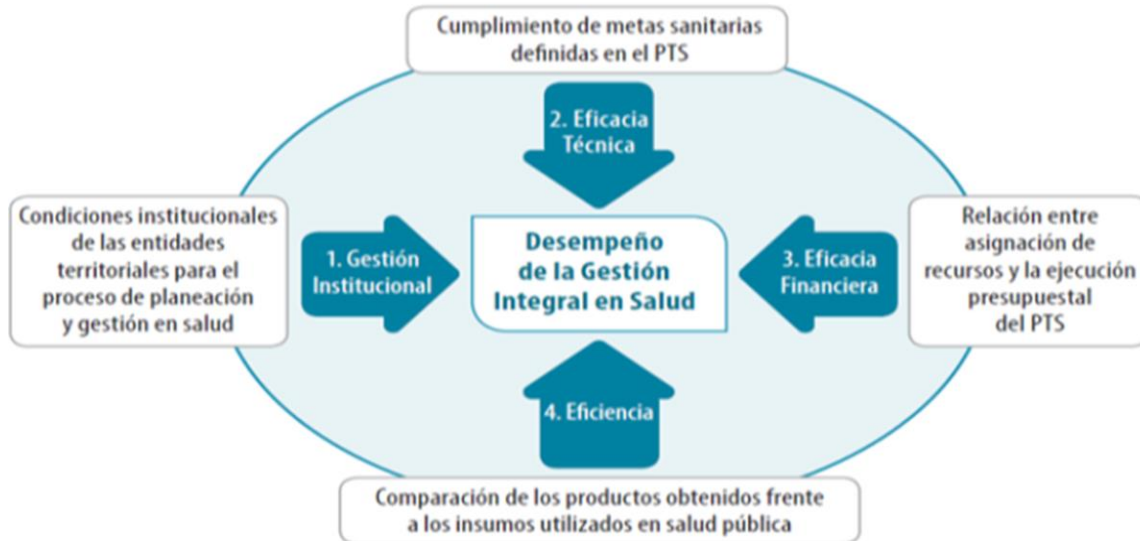 Cumplimiento de metas sanitarias
definidas en el PTS
2. Eficacia
Técnica
Condiciones institucionales
de las entidades
territoriales para el
proceso de planeación
y gestión en salud
1. Gestión
Institucional
Desempeño
de la Gestión
Integral en Salud
3. Eficacia
Financiera
Relación entre
asignación de
recursos y la ejecución
presupuestal
del PTS
4. Eficiencia
Comparación de los productos obtenidos frente
a los insumos utilizados en salud pública